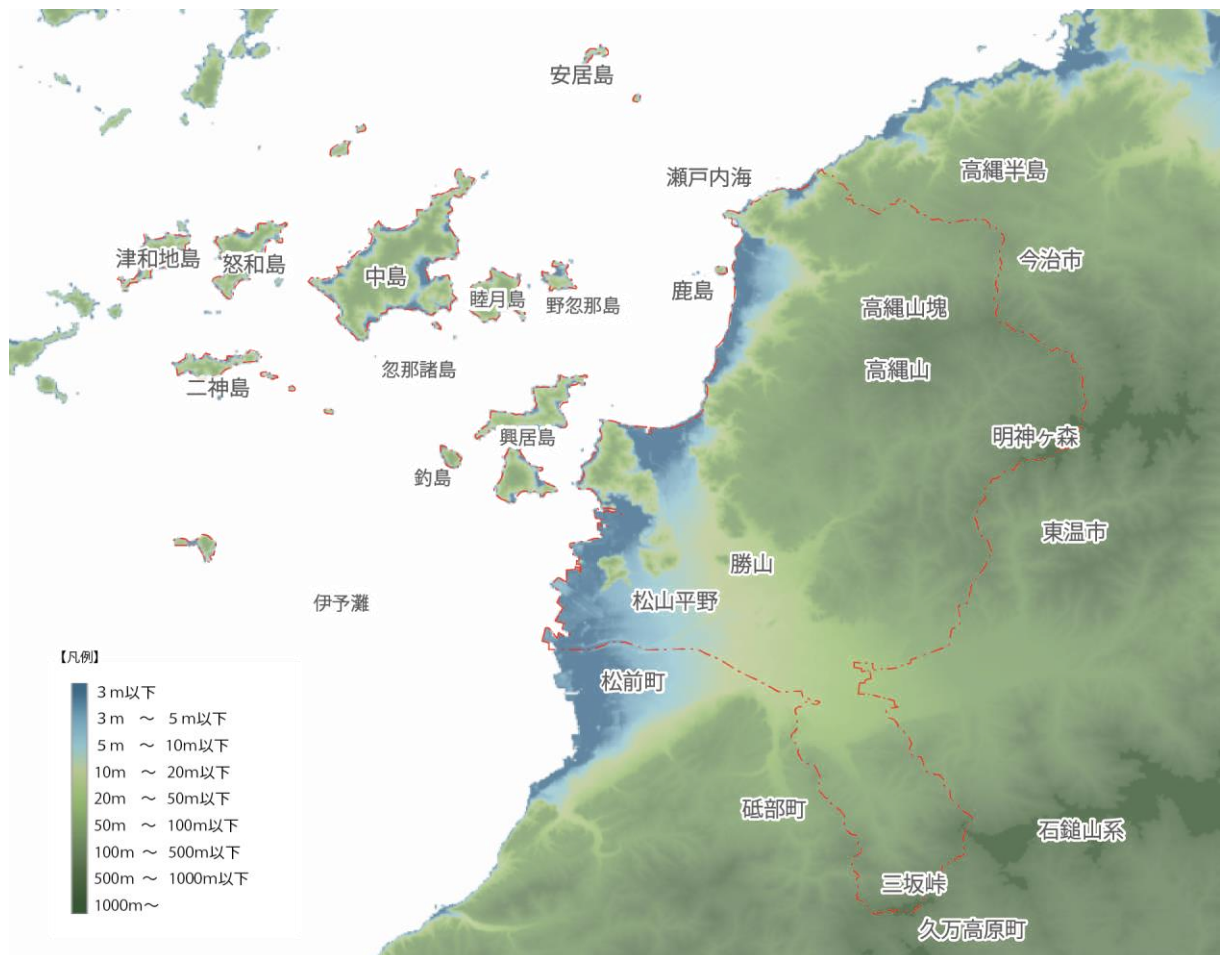 安居島
高縄半島
瀬戸内海
津和地島
怒和島
今治市
中島
鹿島
睦月島
野忽那島
高縄山塊
忽那諸島
高縄山
二神島
興居島
明神ヶ森
釣島
東温市
勝山
伊予灘
松山平野
松前町
砥部町
石鎚山系
三坂峠
久万高原町
【凡例】
3m以下
3m ～ 5m以下
5m ～ 10m以下
10m ～ 20m以下
20m ～ 50m以下
50m ～ 100m以下
100m ～ 500m以下
500m ～ 1000m以下
1000m～